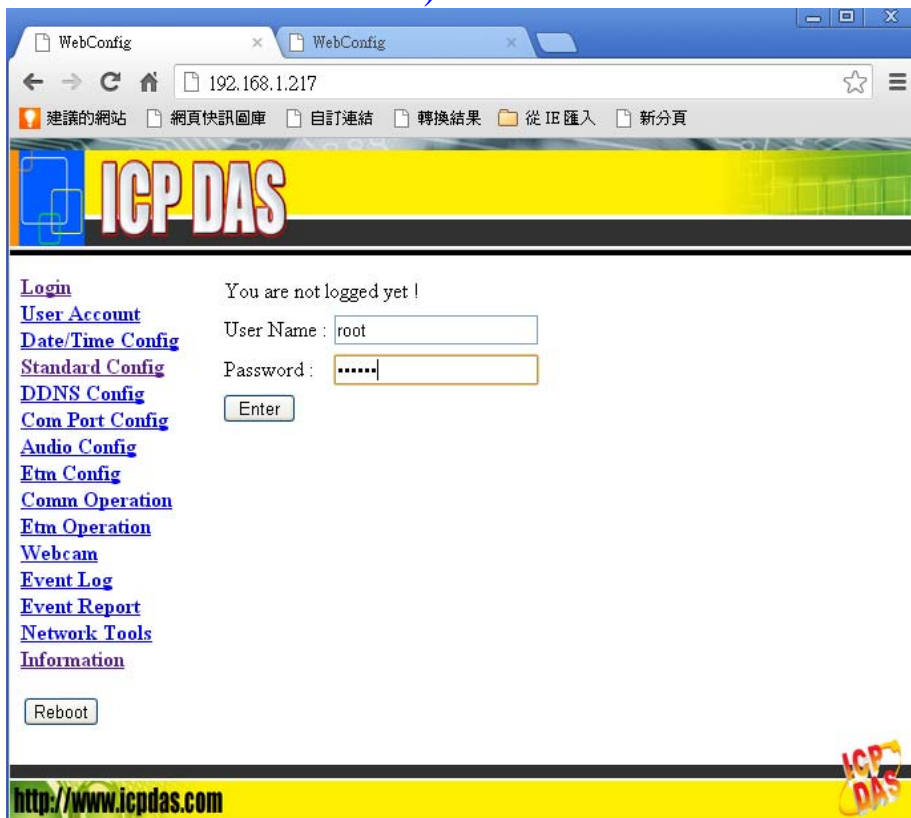 )
WebConfig
WebConfig
192.168.1.217
建議的網站 網頁快訊圖庫 自訂連結 轉換結果 從 IE 匯入 新分頁
ICP DAS
Login
User Account
Date/Time Config
Standard Config
DDNS Config
Com Port Config
Audio Config
Etm Config
Comm Operation
Etm Operation
Webcam
Event Log
Event Report
Network Tools
Information
Reboot
You are not logged yet !
User Name : root
Password : ••••••
Enter
ICP DAS
http://www.icpdas.com